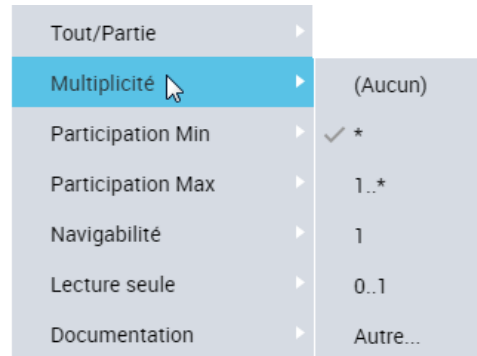 Tout/Partie
Multiplicité
Participation Min
Participation Max
Navigabilité
Lecture seule
Documentation
(Aucun)
*
1..*
1
0..1
Autre...